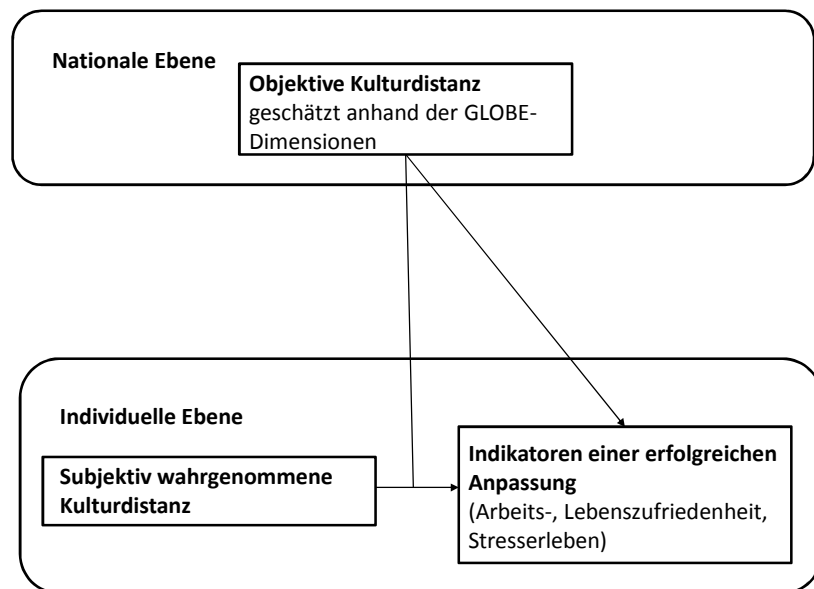 Nationale Ebene
Objektive Kulturdistanz
geschätzt anhand der GLOBE-
Dimensionen
Individuelle Ebene
Subjektiv wahrgenommene
Kulturdistanz
Indikatoren einer erfolgreichen
Anpassung
(Arbeits-, Lebenszufriedenheit,
Stresserleben)